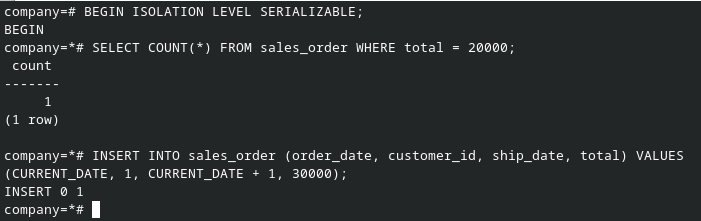 company=# BEGIN ISOLATION LEVEL SERIALIZABLE;
BEGIN
company=*# SELECT COUNT(*) FROM sales_order WHERE total = 20000;
 count
-------
     1
(1 row)

company=*# INSERT INTO sales_order (order_date, customer_id, ship_date, total) VALUES
(CURRENT_DATE, 1, CURRENT_DATE + 1, 30000);
INSERT 0 1
company=*#